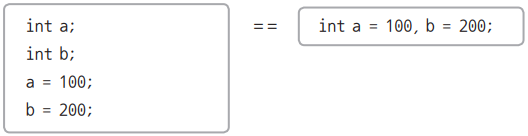 int a;
int b;
a = 100;
b = 200;
==
int a = 100, b = 200;